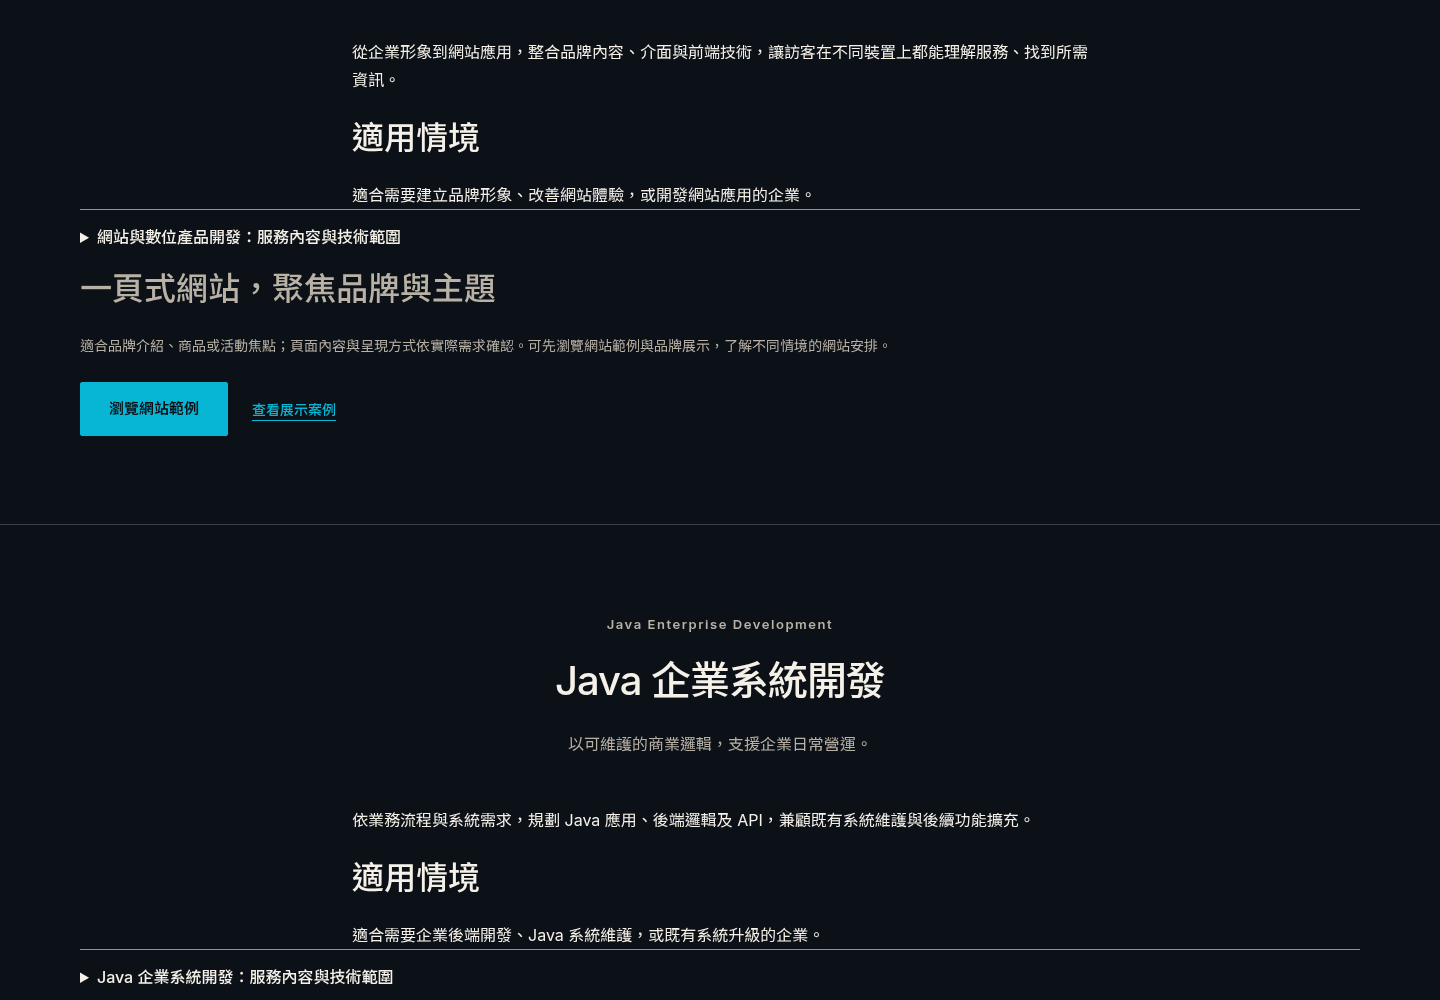 從企業形象到網站應用，整合品牌內容、介面與前端技術，讓訪客在不同裝置上都能理解服務、找到所需
資訊。
適用情境
適合需要建立品牌形象、改善網站體驗，或開發網站應用的企業。
▶ 網站與數位產品開發：服務內容與技術範圍
一頁式網站，聚焦品牌與主題
適合品牌介紹、商品或活動焦點；頁面內容與呈現方式依實際需求確認。可先瀏覽網站範例與品牌展示，了解不同情境的網站安排。
瀏覽網站範例
查看展示案例
Java Enterprise Development
Java 企業系統開發
以可維護的商業邏輯，支援企業日常營運。
依業務流程與系統需求，規劃 Java 應用、後端邏輯及 API，兼顧既有系統維護與後續功能擴充。
適用情境
適合需要企業後端開發、Java 系統維護，或既有系統升級的企業。
▶ Java 企業系統開發：服務內容與技術範圍